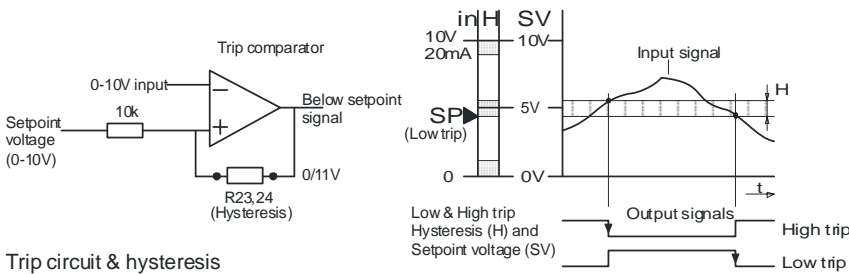 Trip comparator
0-10V input
10k
Setpoint
voltage
(0-10V)
Below setpoint
signal
0/11V
R23,24
(Hysteresis)
Trip circuit & hysteresis
in H SV
10V
20mA
10V
Input signal
H
SP
(Low trip)
5V
0
0V
t
Low & High trip
Hysteresis (H) and
Setpoint voltage (SV)
Output signals
High trip
Low trip